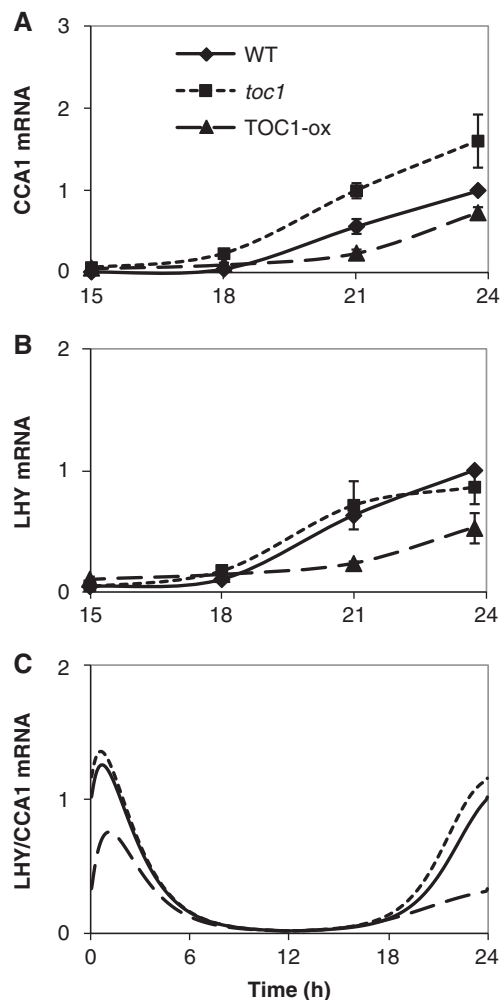 A
3
2
1
0
CCA1 mRNA
WT
toc1
TOC1-ox
15 18 21 24
B
2
1
0
LHY mRNA
15 18 21 24
C
2
1
0
LHY/CCA1 mRNA
0 6 12 18 24
Time (h)